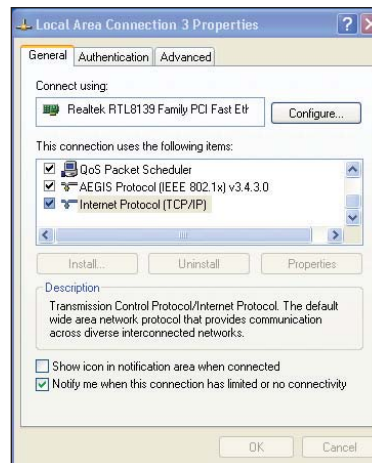 Local Area Connection 3 Properties
General
Authentication
Advanced
Connect using:
Realtek RTL8139 Family PCI Fast Eth
Configure...
This connection uses the following items:
QoS Packet Scheduler
AEGIS Protocol (IEEE 802.1x) v3.4.3.0
Internet Protocol (TCP/IP)
Install...
Uninstall
Properties
Description
Transmission Control Protocol/Internet Protocol. The default
wide area network protocol that provides communication
across diverse interconnected networks.
Show icon in notification area when connected
Notify me when this connection has limited or no connectivity
OK
Cancel